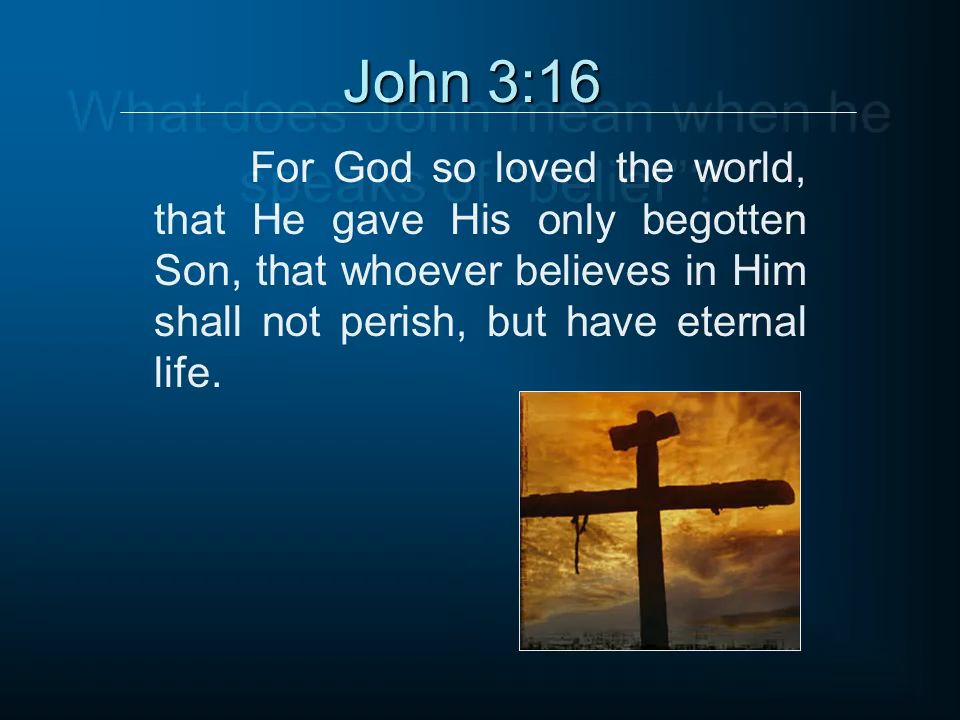 John 3:16
What does John mean when he
speaks of "belief"?
For God so loved the world,
that He gave His only begotten
Son, that whoever believes in Him
shall not perish, but have eternal
life.